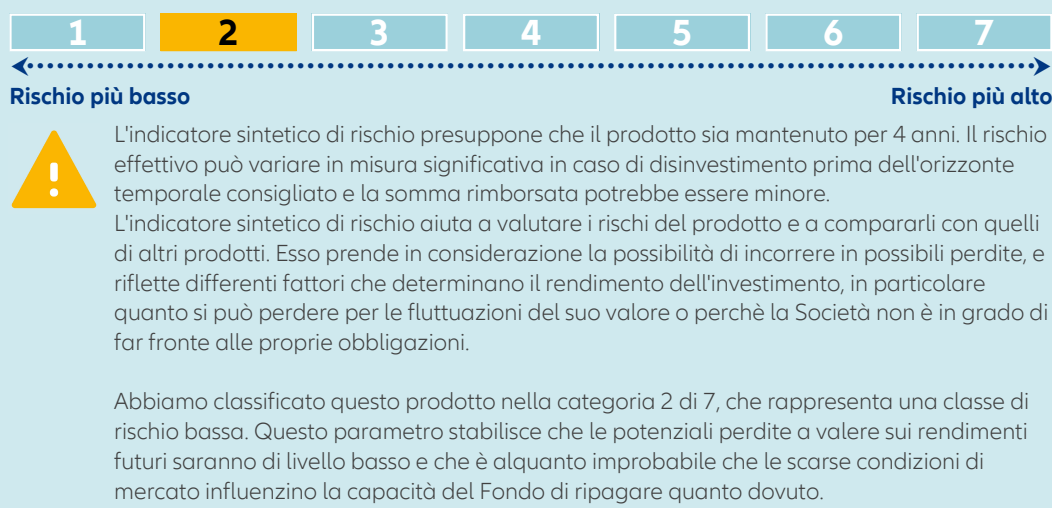 1 2 3 4 5 6 7
Rischio più basso Rischio più alto
L'indicatore sintetico di rischio presuppone che il prodotto sia mantenuto per 4 anni. Il rischio
effettivo può variare in misura significativa in caso di disinvestimento prima dell'orizzonte
temporale consigliato e la somma rimborsata potrebbe essere minore.
L'indicatore sintetico di rischio aiuta a valutare i rischi del prodotto e a compararli con quelli
di altri prodotti. Esso prende in considerazione la possibilità di incorrere in possibili perdite, e
riflette differenti fattori che determinano il rendimento dell'investimento, in particolare
quanto si può perdere per le fluttuazioni del suo valore o perchè la Società non è in grado di
far fronte alle proprie obbligazioni.
Abbiamo classificato questo prodotto nella categoria 2 di 7, che rappresenta una classe di
rischio bassa. Questo parametro stabilisce che le potenziali perdite a valere sui rendimenti
futuri saranno di livello basso e che è alquanto improbabile che le scarse condizioni di
mercato influenzino la capacità del Fondo di ripagare quanto dovuto.